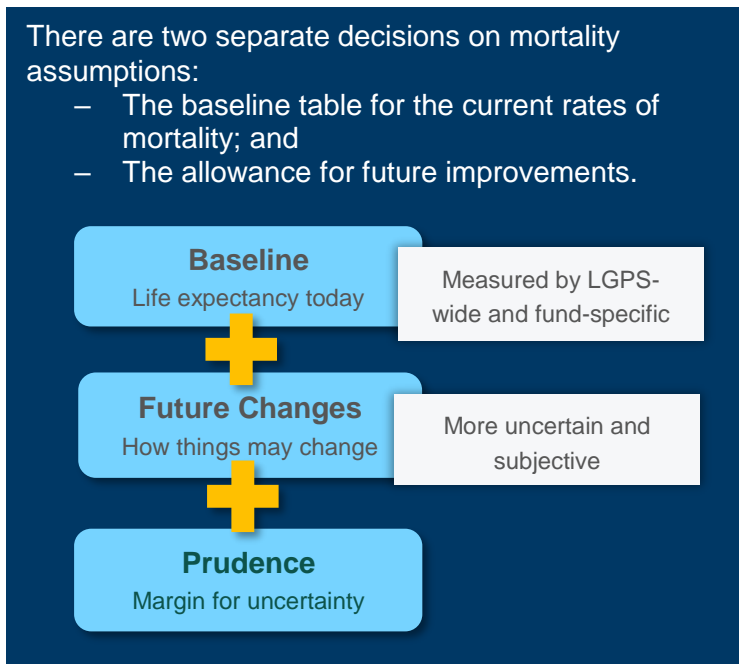 There are two separate decisions on mortality
assumptions:
– The baseline table for the current rates of
mortality; and
– The allowance for future improvements.
Baseline
Life expectancy today
Measured by LGPS-
wide and fund-specific
Future Changes
How things may change
More uncertain and
subjective
Prudence
Margin for uncertainty